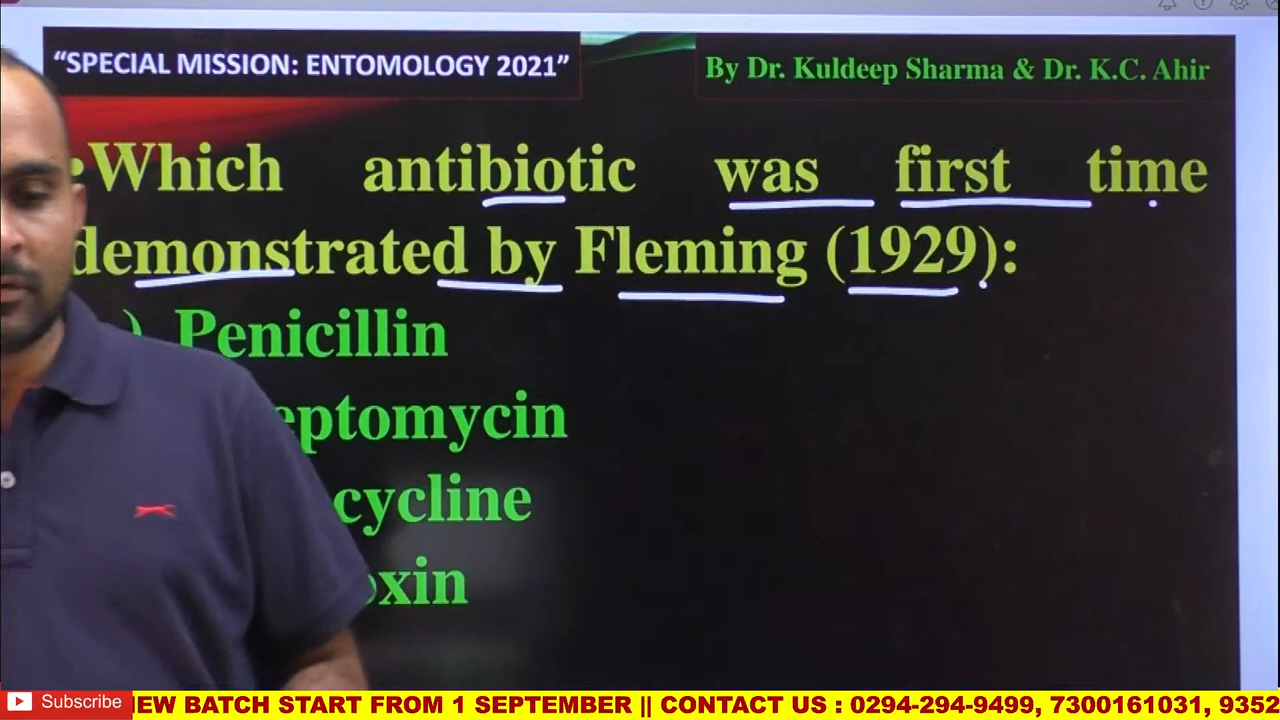 “SPECIAL MISSION: ENTOMOLOGY 2021”
By Dr. Kuldeep Sharma & Dr. K.C. Ahir
:Which antibiotic was first time
demonstrated by Fleming (1929):
) Penicillin
eptomycin
cycline
oxin
Subscribe
EW BATCH START FROM 1 SEPTEMBER || CONTACT US : 0294-294-9499, 7300161031, 9352